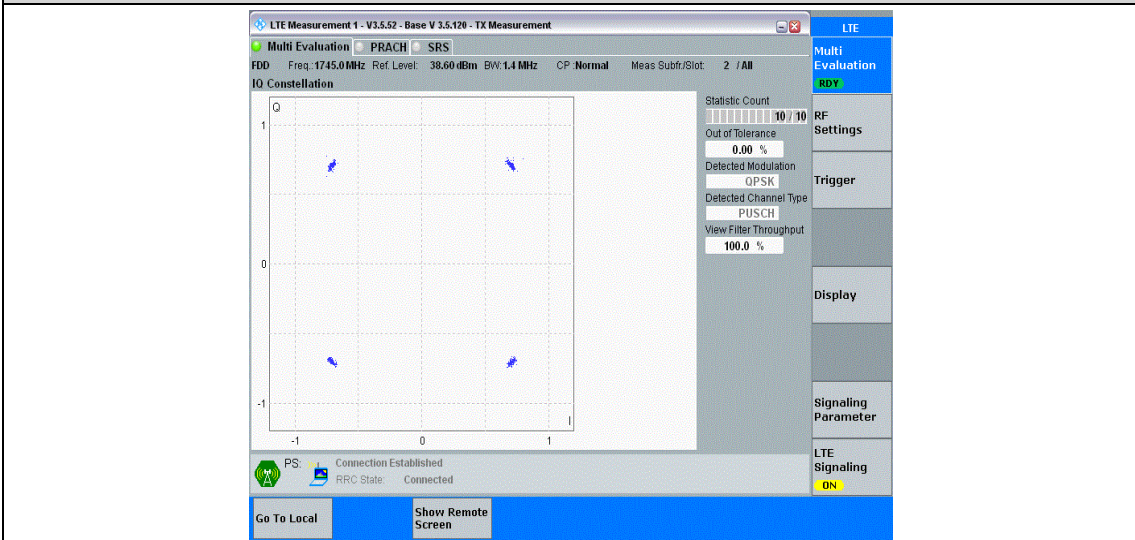 LTE Measurement 1 - V3.5.52 - Base V 3.5.120 - TX Measurement
LTE
Multi Evaluation PRACH SRS
FDD Freq.:1745.0 MHz Ref. Level: 38.60 dBm BW:1.4 MHz CP :Normal Meas Subfr./Slot: 2 / All
IQ Constellation
Q
1
0
-1
I
-1 0 1
Statistic Count
10 / 10
Out of Tolerance
0.00 %
Detected Modulation
QPSK
Detected Channel Type
PUSCH
View Filter Throughput
100.0 %
Multi
Evaluation
RDY
RF
Settings
Trigger
Display
Signaling
Parameter
LTE
Signaling
ON
PS: Connection Established
RRC State: Connected
Go To Local
Show Remote
Screen